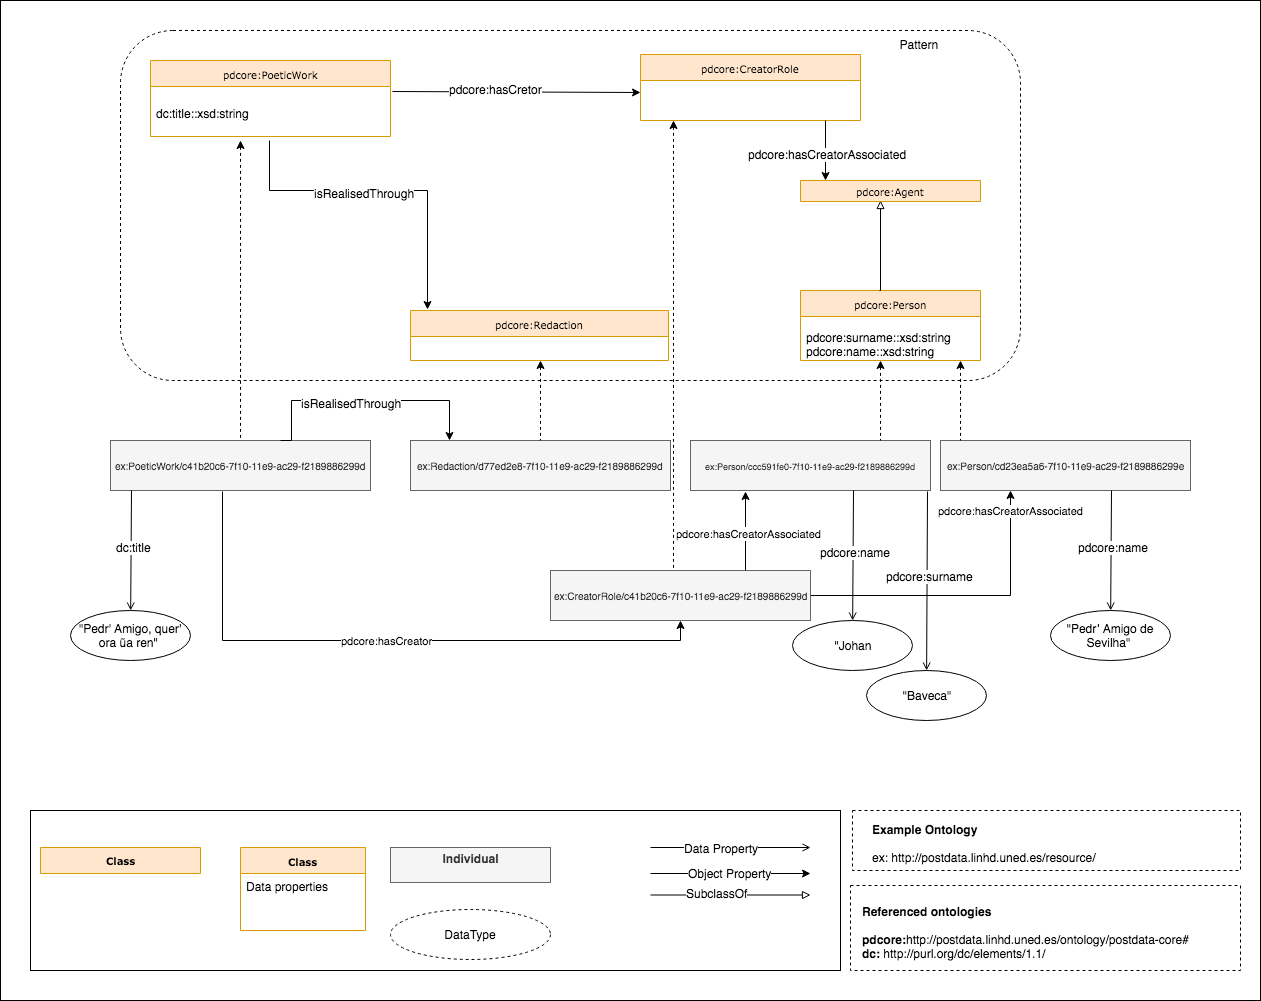 Pattern
pdcore:PoeticWork
dc:title::xsd:string
pdcore:hasCretor
pdcore:CreatorRole
pdcore:hasCreatorAssociated
pdcore:Agent
isRealisedThrough
pdcore:Redaction
pdcore:Person
pdcore:surname::xsd:string
pdcore:name::xsd:string
isRealisedThrough
ex:PoeticWork/c41b20c6-7f10-11e9-ac29-f2189886299d
ex:Redaction/d77ed2e8-7f10-11e9-ac29-f2189886299d
ex:Person/ccc591fe0-7f10-11e9-ac29-f2189886299d
ex:Person/cd23ea5a6-7f10-11e9-ac29-f2189886299e
pdcore:hasCreatorAssociated
pdcore:hasCreatorAssociated
dc:title
pdcore:name
pdcore:surname
pdcore:name
ex:CreatorRole/c41b20c6-7f10-11e9-ac29-f2189886299d
"Pedr' Amigo, quer'
ora ũa ren"
pdcore:hasCreator
"Johan
"Baveca"
"Pedr' Amigo de
Sevilha"
Class
Class
Data properties
Individual
DataType
Data Property
Object Property
SubclassOf
Example Ontology
ex: http://postdata.linhd.uned.es/resource/
Referenced ontologies
pdcore:http://postdata.linhd.uned.es/ontology/postdata-core#
dc: http://purl.org/dc/elements/1.1/